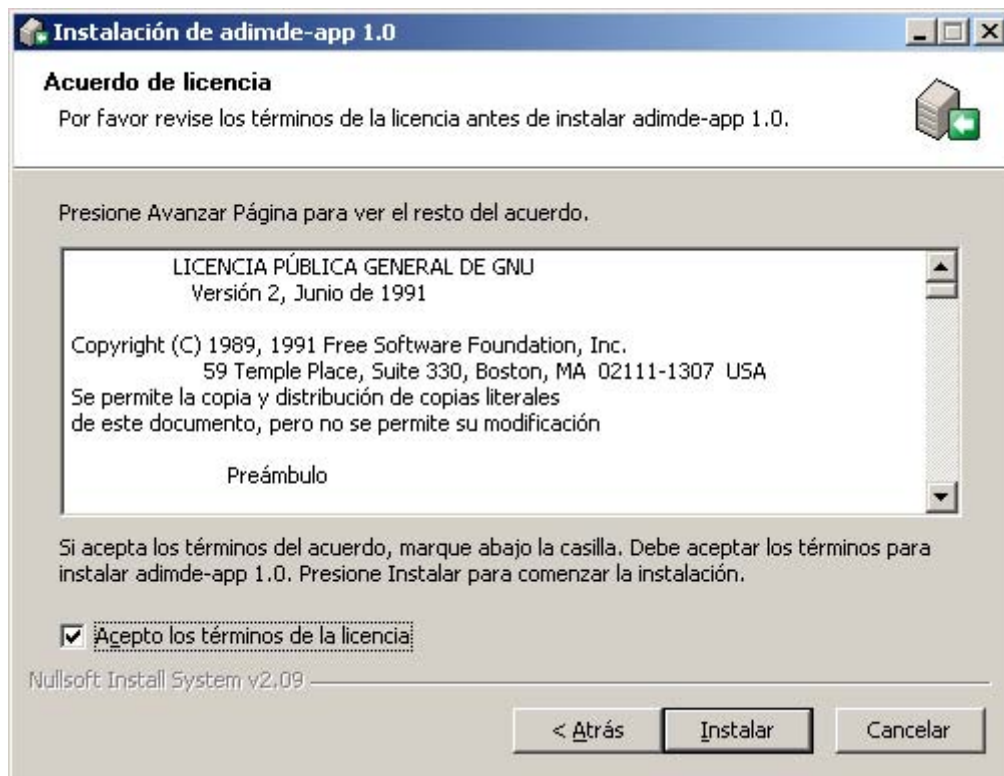 Instalación de adimde-app 1.0
Acuerdo de licencia
Por favor revise los términos de la licencia antes de instalar adimde-app 1.0.
Presione Avanzar Página para ver el resto del acuerdo.
LICENCIA PÚBLICA GENERAL DE GNU
Versión 2, Junio de 1991
Copyright (C) 1989, 1991 Free Software Foundation, Inc.
59 Temple Place, Suite 330, Boston, MA 02111-1307 USA
Se permite la copia y distribución de copias literales
de este documento, pero no se permite su modificación
Preámbulo
Si acepta los términos del acuerdo, marque abajo la casilla. Debe aceptar los términos para
instalar adimde-app 1.0. Presione Instalar para comenzar la instalación.
Acepto los términos de la licencia
Nullsoft Install System v2.09
< Atrás Instalar Cancelar